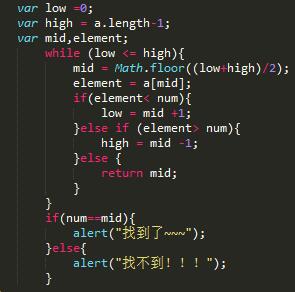 var low =0;
var high = a.length-1;
var mid,element;
while (low <= high){
mid = Math.floor((low+high)/2);
element = a[mid];
if(element< num){
low = mid +1;
}else if (element> num){
high = mid -1;
}else {
return mid;
}
}
if(num==mid){
alert("找到了~~~");
}else{
alert("找不到！！！");
}